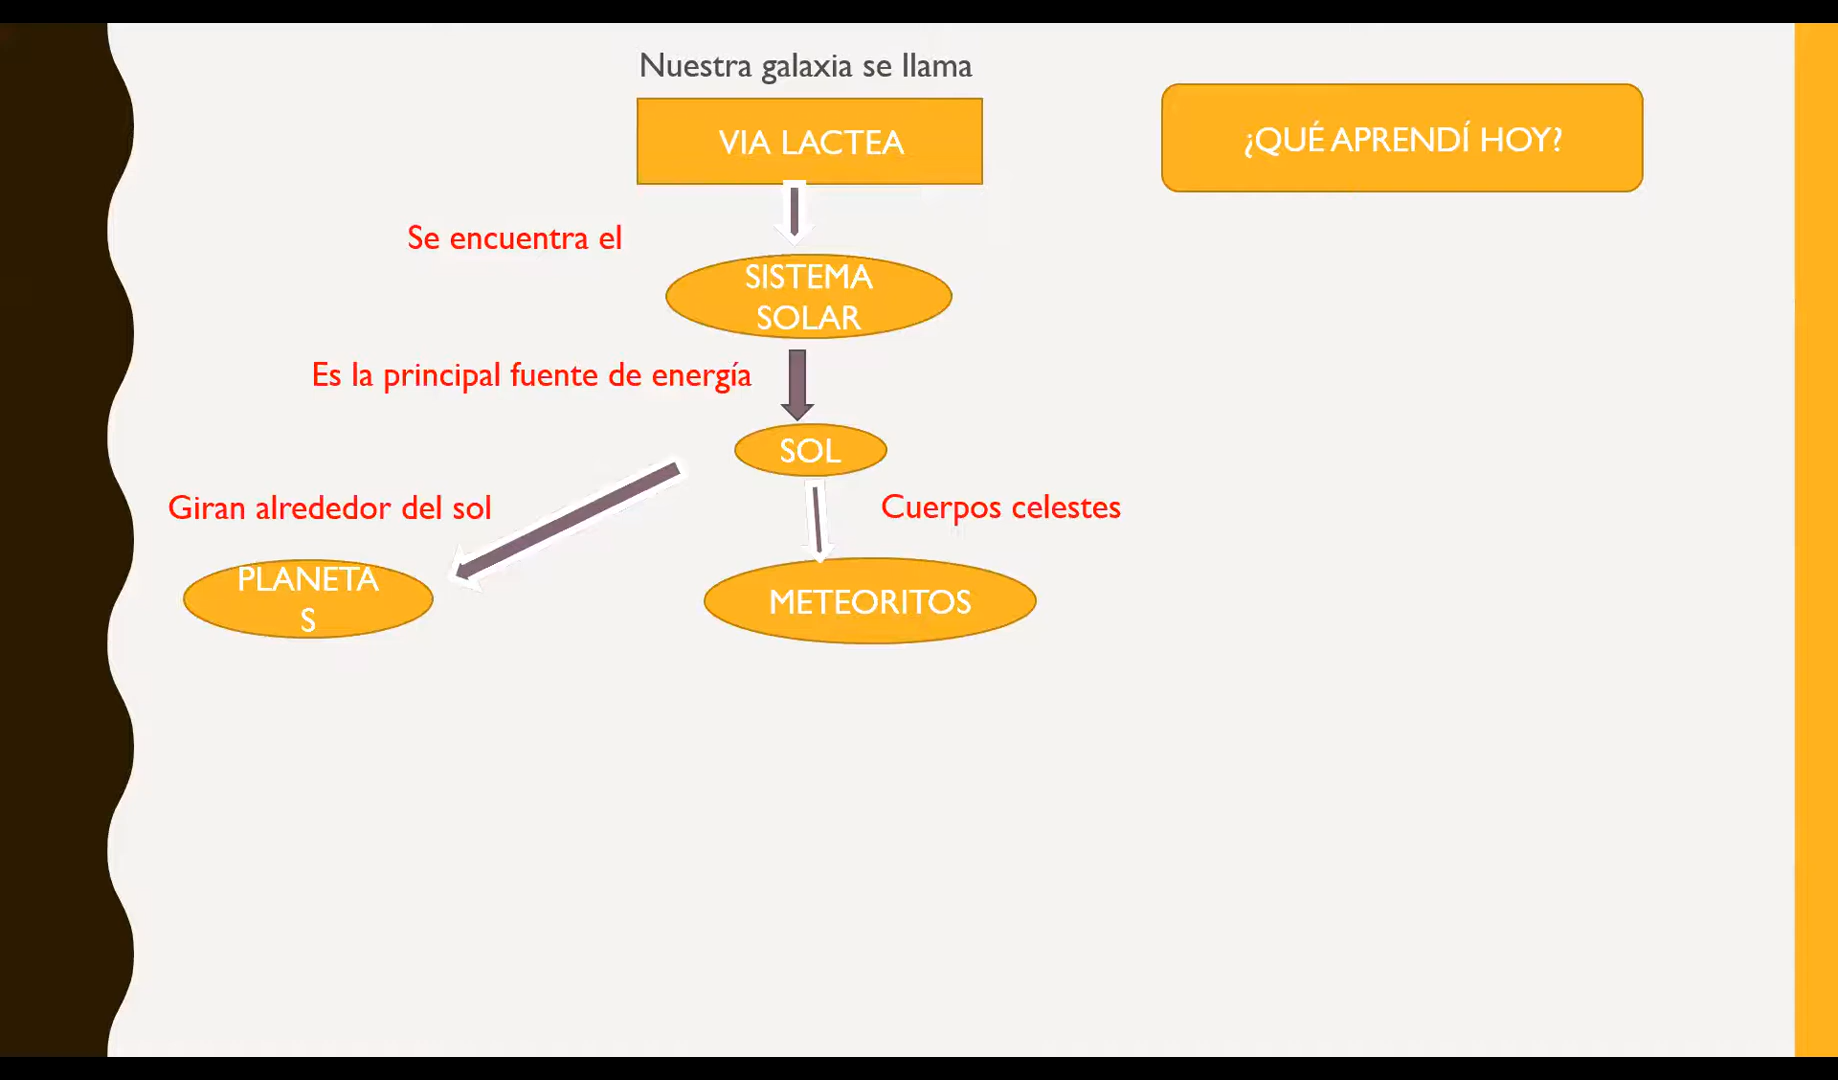 Nuestra galaxia se llama
VIA LACTEA
¿QUÉ APRENDÍ HOY?
Se encuentra el
SISTEMA
SOLAR
Es la principal fuente de energía
SOL
Giran alrededor del sol
Cuerpos celestes
PLANETA
S
METEORITOS